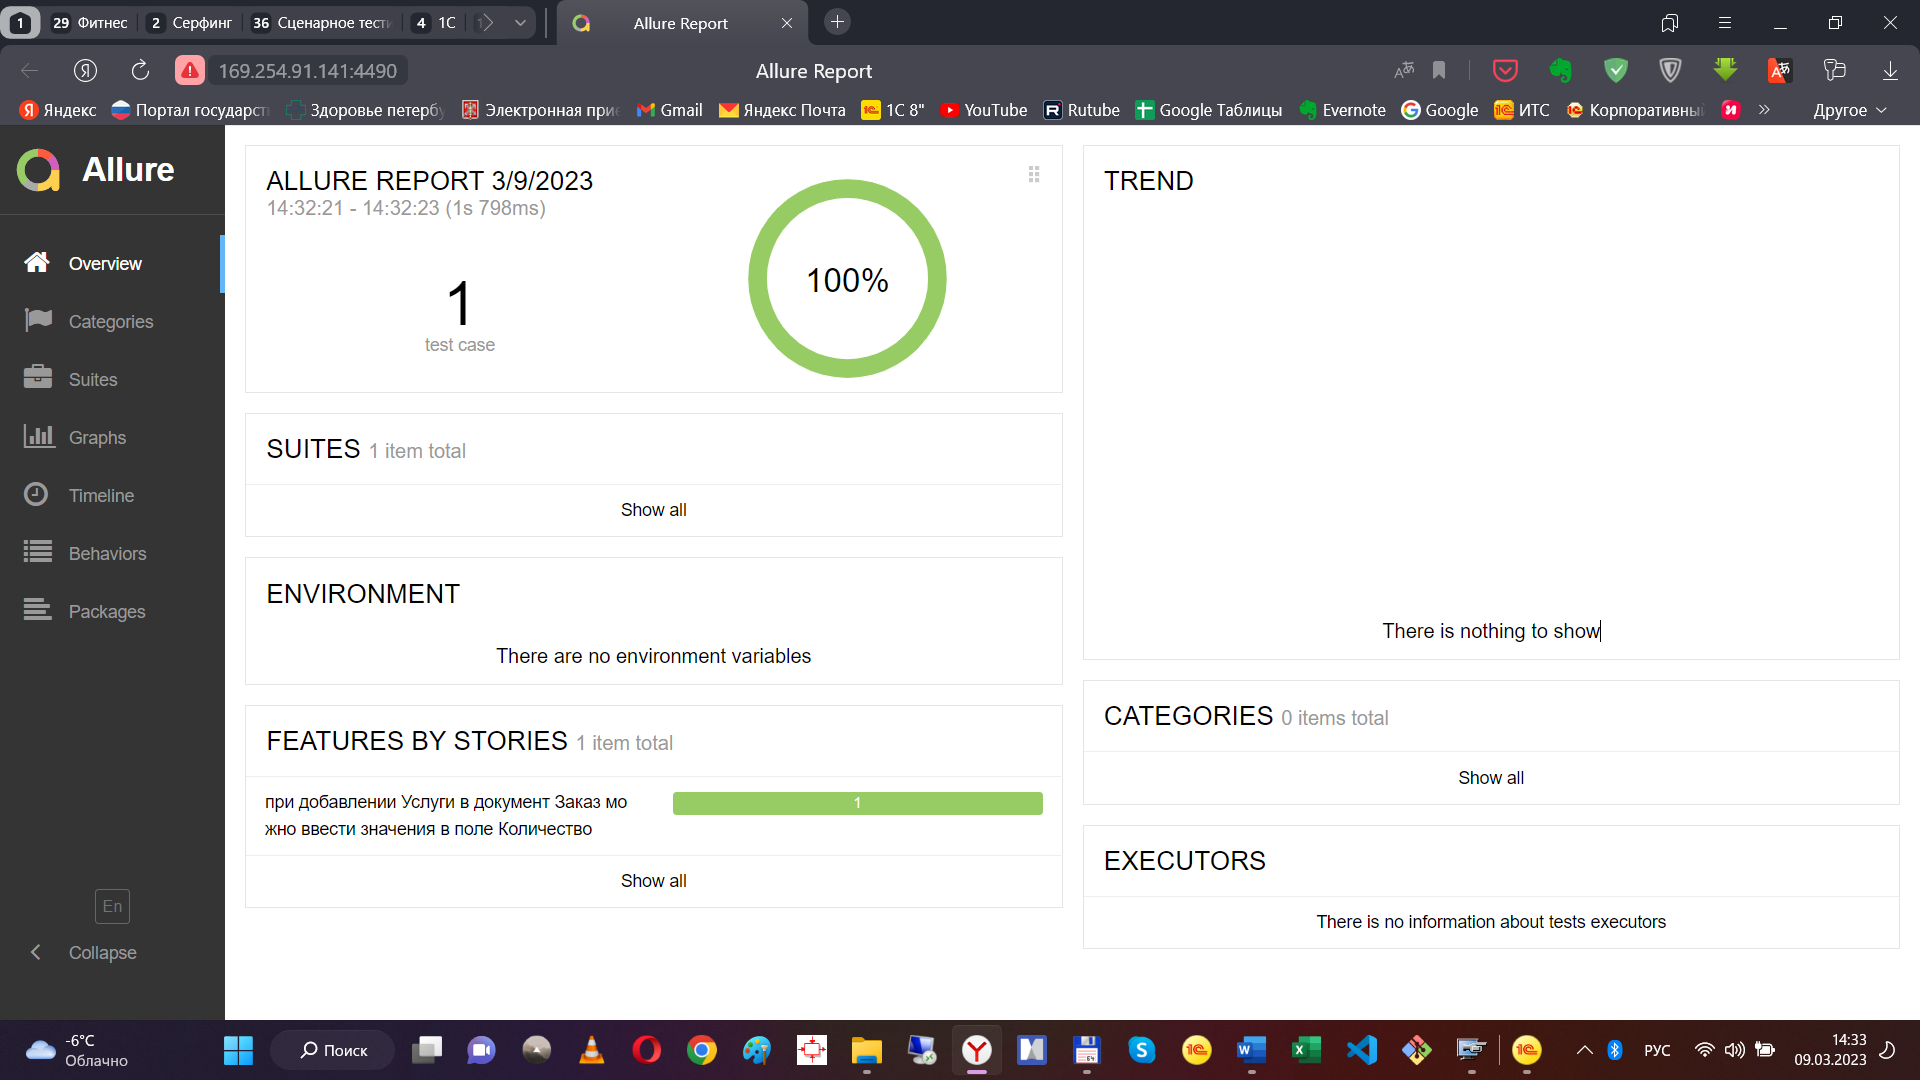 1
29 Фитнес
2 Серфинг
36 Сценарное тести
4 1С
Allure Report
169.254.91.141:4490
Allure Report
Яндекс
Портал государст
Здоровье петербу
Электронная прие
Gmail
Яндекс Почта
1С 8"
YouTube
Rutube
Google Таблицы
Evernote
Google
ИТС
Корпоративный
Другое
Allure
Overview
Categories
Suites
Graphs
Timeline
Behaviors
Packages
En
Collapse
ALLURE REPORT 3/9/2023
14:32:21 - 14:32:23 (1s 798ms)
1
test case
100%
SUITES 1 item total
Show all
ENVIRONMENT
There are no environment variables
FEATURES BY STORIES 1 item total
при добавлении Услуги в документ Заказ мо
жно ввести значения в поле Количество
1
Show all
TREND
There is nothing to show
CATEGORIES 0 items total
Show all
EXECUTORS
There is no information about tests executors
-6°C
Облачно
Поиск
РУС
14:33
09.03.2023